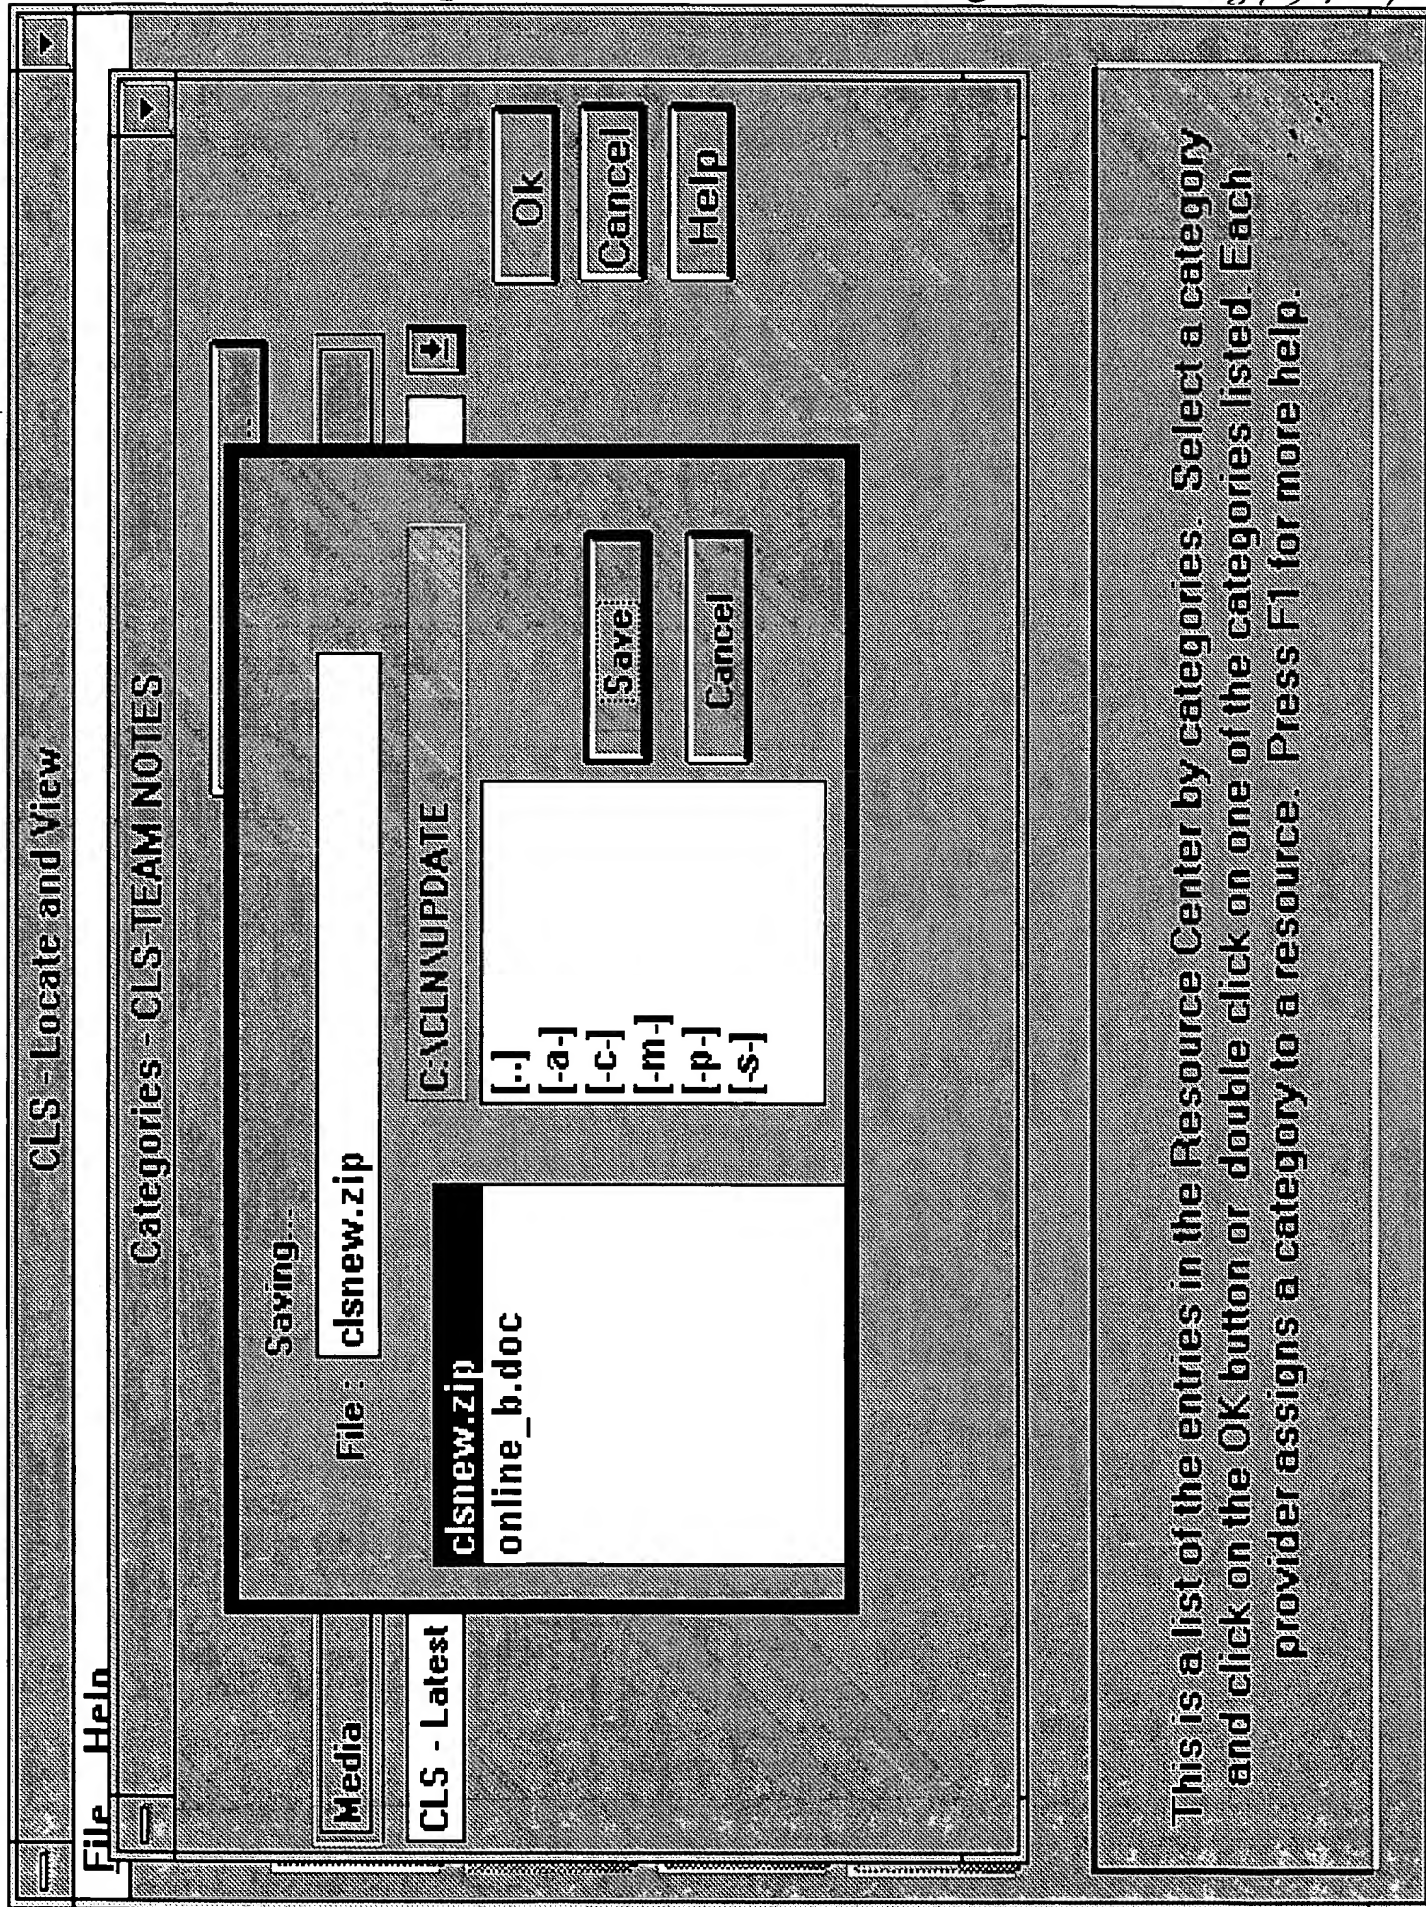 CLS - Locate and View
File Help
Categories - CLS-TEAM NOTES
Media
CLS - Latest
Saving...
File : clsnew.zip
C:\CLN\UPDATE
clsnew.zip
online_b.doc
[..]
[-a-]
[-c-]
[-m-]
[-p-]
[-s-]
Save
Cancel
...
Ok
Cancel
Help
This is a list of the entries in the Resource Center by categories. Select a category
and click on the OK button or double click on one of the categories listed. Each
provider assigns a category to a resource. Press F1 for more help.